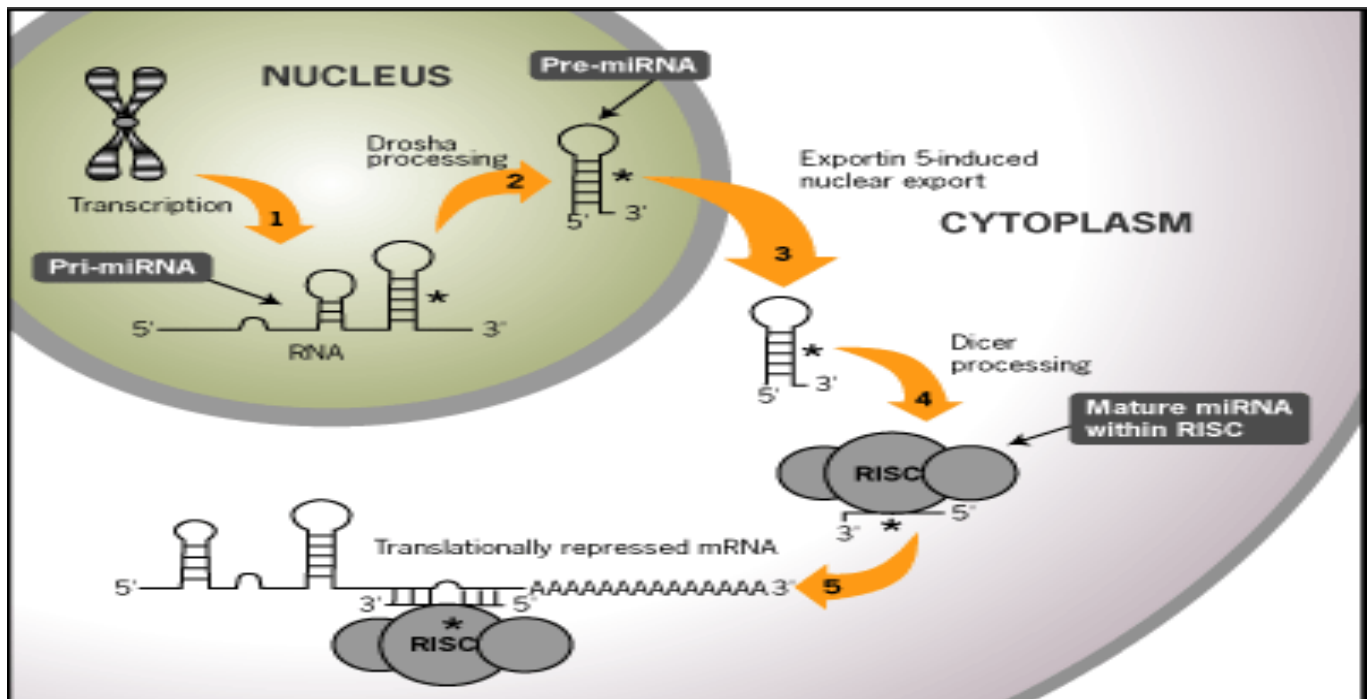 NUCLEUS
Pre-miRNA
Drosha
processing
2
*
5'
3'
Exportin 5-induced
nuclear export
CYTOPLASM
Transcription
1
3
Pri-miRNA
*
5'
3'
RNA
*
5'
3'
Dicer
processing
4
Mature miRNA
within RISC
RISC
3'
*
5'
Translationally repressed mRNA
5'
AAAAAAAAAAAAAA3'
5
3'
5'
*
RISC